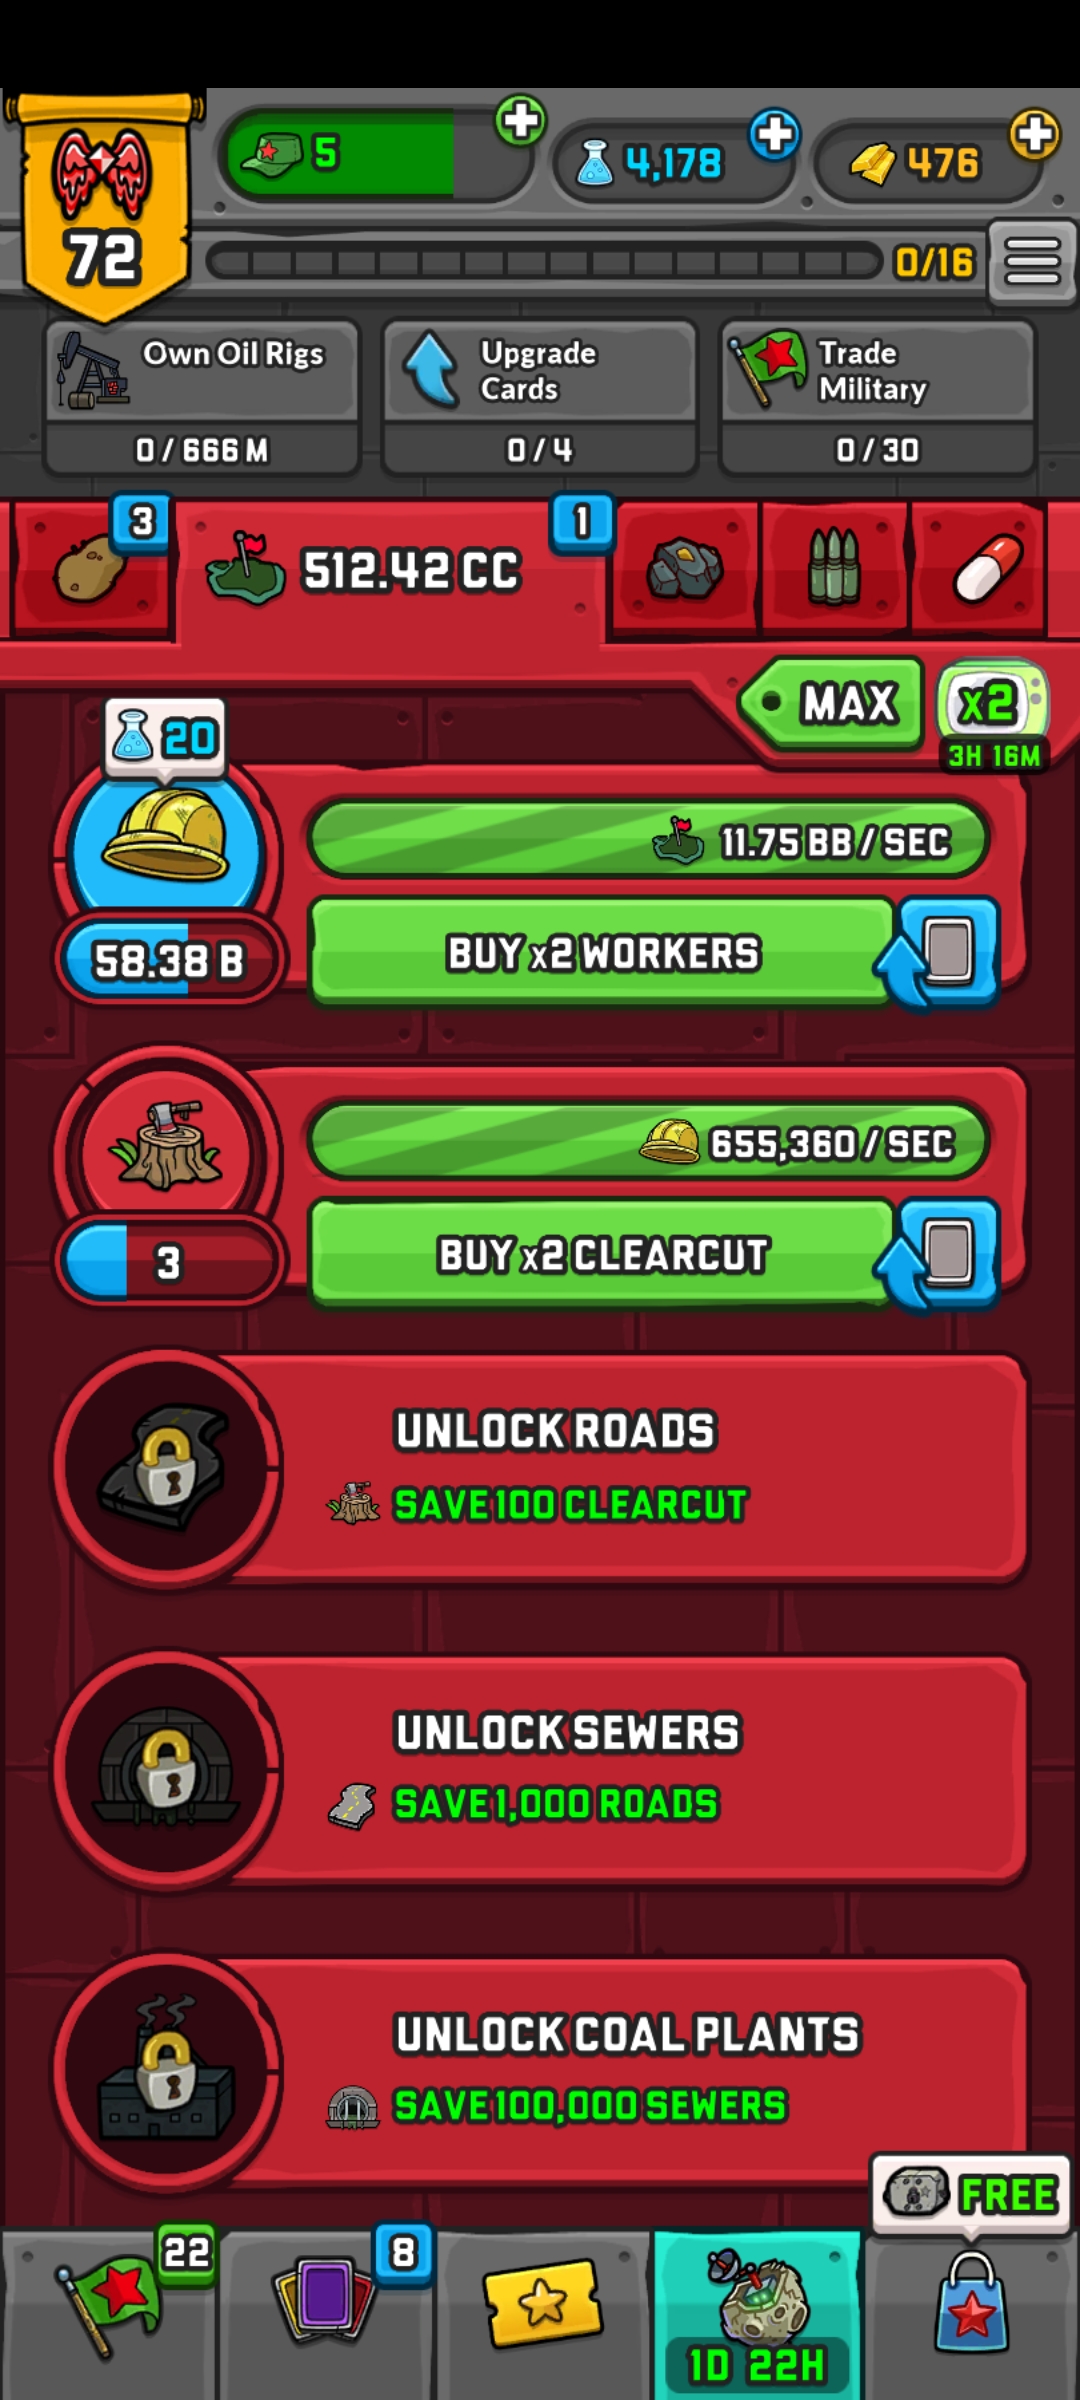 5
4,178
476
72
0/16
Own Oil Rigs
0 / 666 M
Upgrade
Cards
0 / 4
Trade
Military
0 / 30
3
512.42 CC
1
MAX
x2
3H 16M
20
11.75 BB / SEC
58.38 B
BUY x2 WORKERS
655,360 / SEC
3
BUY x2 CLEARCUT
UNLOCK ROADS
SAVE 100 CLEARCUT
UNLOCK SEWERS
SAVE 1,000 ROADS
UNLOCK COAL PLANTS
SAVE 100,000 SEWERS
FREE
22
8
1D 22H